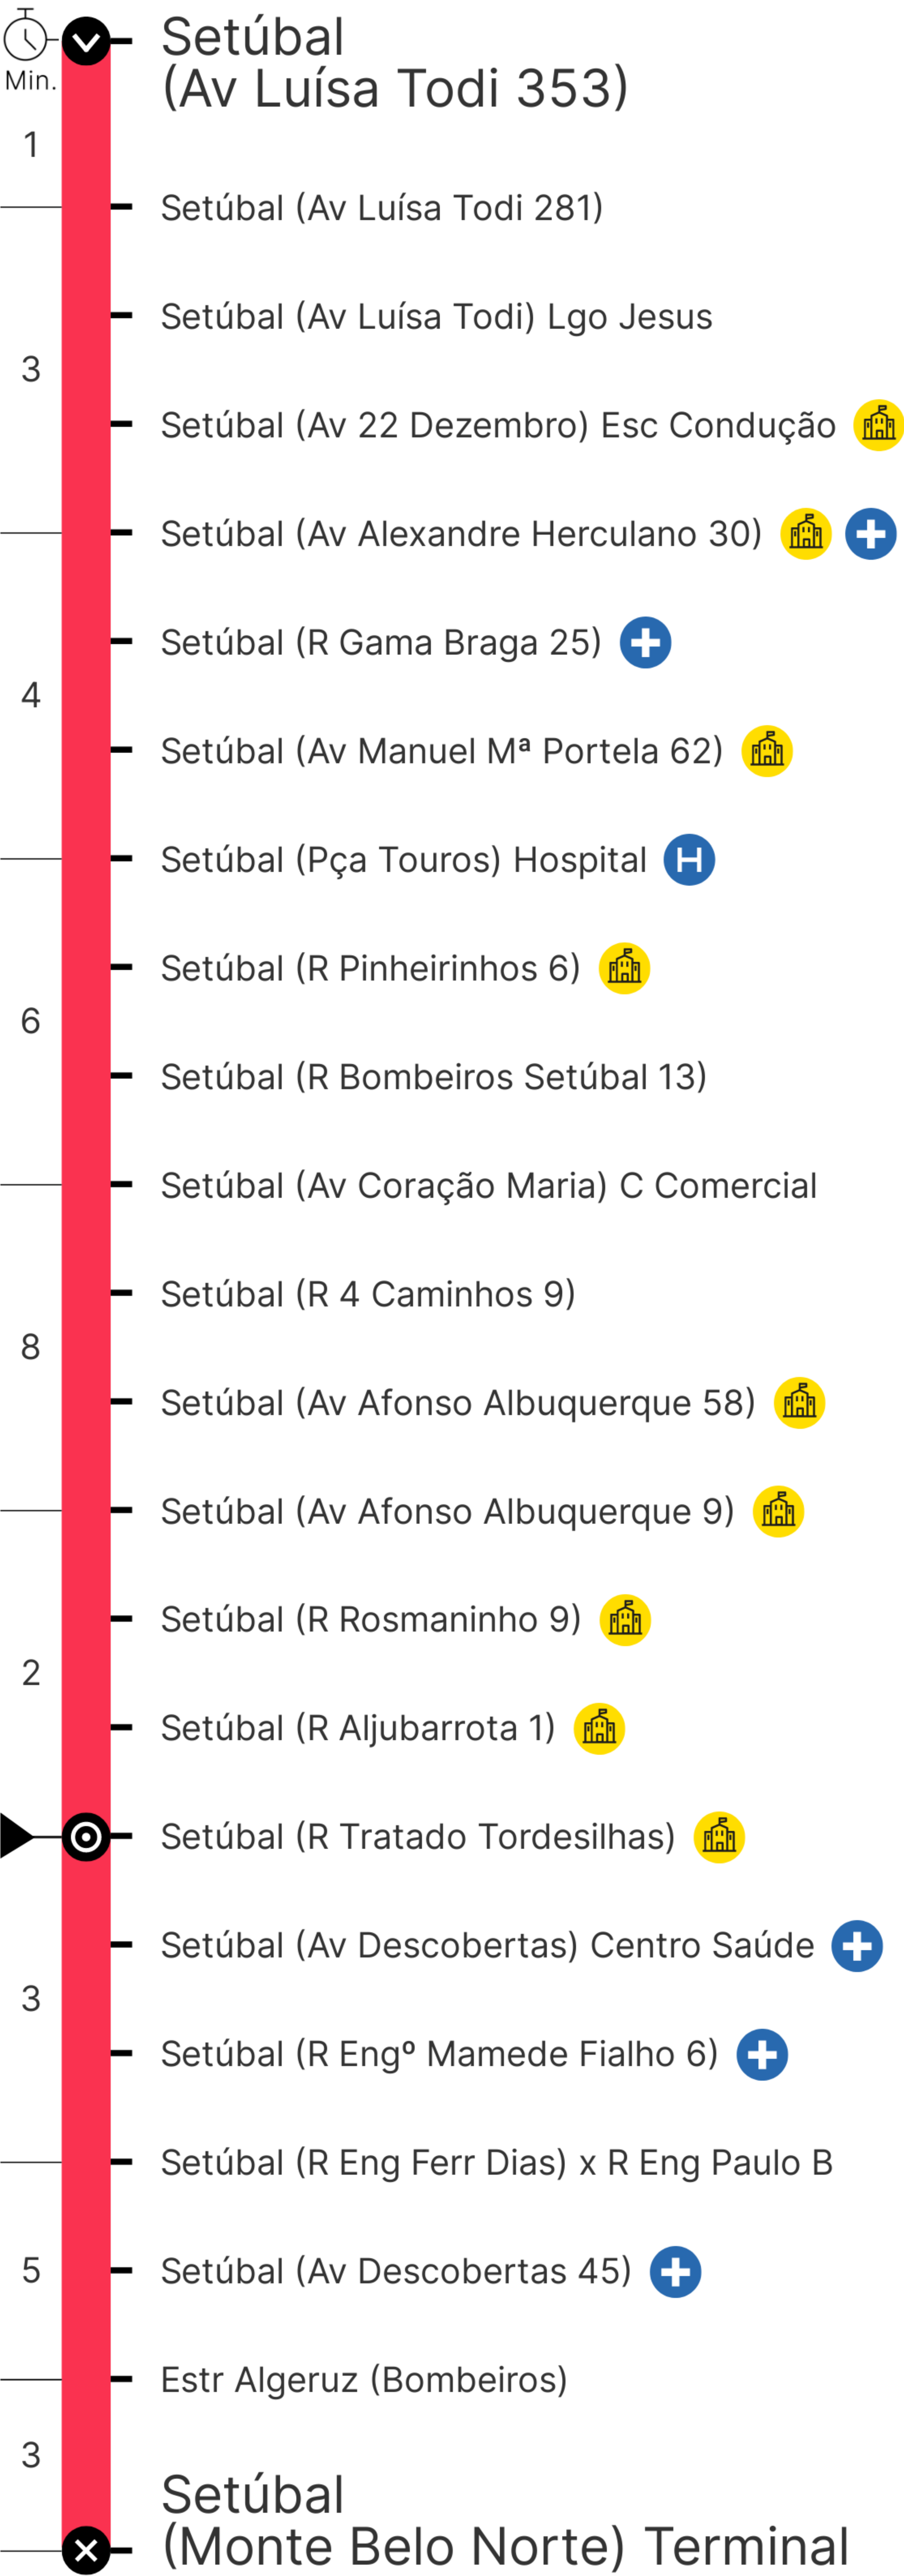 Setúbal
(Av Luísa Todi 353)
Min.
1
Setúbal (Av Luísa Todi 281)
Setúbal (Av Luísa Todi) Lgo Jesus
3
Setúbal (Av 22 Dezembro) Esc Condução
Setúbal (Av Alexandre Herculano 30)
Setúbal (R Gama Braga 25)
4
Setúbal (Av Manuel Mª Portela 62)
Setúbal (Pça Touros) Hospital H
Setúbal (R Pinheirinhos 6)
6
Setúbal (R Bombeiros Setúbal 13)
Setúbal (Av Coração Maria) C Comercial
Setúbal (R 4 Caminhos 9)
8
Setúbal (Av Afonso Albuquerque 58)
Setúbal (Av Afonso Albuquerque 9)
Setúbal (R Rosmaninho 9)
2
Setúbal (R Aljubarrota 1)
Setúbal (R Tratado Tordesilhas)
Setúbal (Av Descobertas) Centro Saúde
3
Setúbal (R Engº Mamede Fialho 6)
Setúbal (R Eng Ferr Dias) x R Eng Paulo B
5 Setúbal (Av Descobertas 45)
Estr Algeruz (Bombeiros)
3
Setúbal
(Monte Belo Norte) Terminal